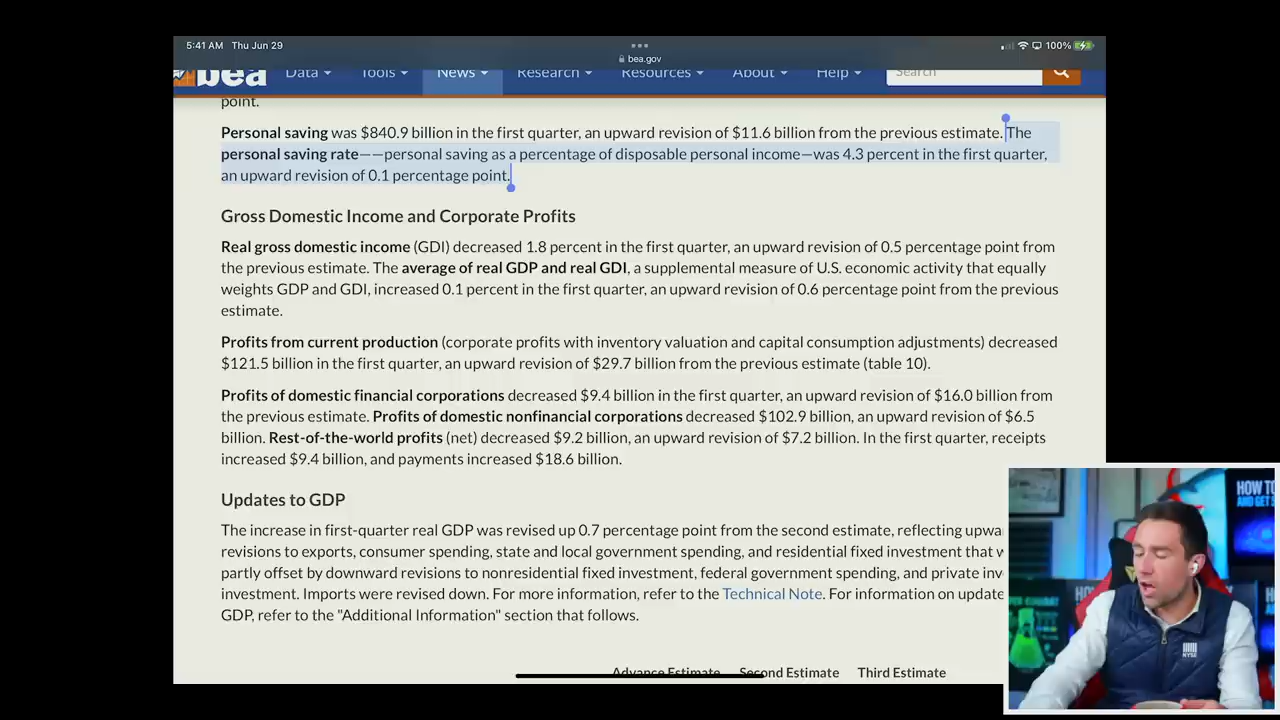 5:41 AM Thu Jun 29
100%
bea.gov
bea Data Tools News Research Resources About Help Search
point.
Personal saving was $840.9 billion in the first quarter, an upward revision of $11.6 billion from the previous estimate. The
personal saving rate——personal saving as a percentage of disposable personal income—was 4.3 percent in the first quarter,
an upward revision of 0.1 percentage point.
Gross Domestic Income and Corporate Profits
Real gross domestic income (GDI) decreased 1.8 percent in the first quarter, an upward revision of 0.5 percentage point from
the previous estimate. The average of real GDP and real GDI, a supplemental measure of U.S. economic activity that equally
weights GDP and GDI, increased 0.1 percent in the first quarter, an upward revision of 0.6 percentage point from the previous
estimate.
Profits from current production (corporate profits with inventory valuation and capital consumption adjustments) decreased
$121.5 billion in the first quarter, an upward revision of $29.7 billion from the previous estimate (table 10).
Profits of domestic financial corporations decreased $9.4 billion in the first quarter, an upward revision of $16.0 billion from
the previous estimate. Profits of domestic nonfinancial corporations decreased $102.9 billion, an upward revision of $6.5
billion. Rest-of-the-world profits (net) decreased $9.2 billion, an upward revision of $7.2 billion. In the first quarter, receipts
increased $9.4 billion, and payments increased $18.6 billion.
Updates to GDP
The increase in first-quarter real GDP was revised up 0.7 percentage point from the second estimate, reflecting upwa
revisions to exports, consumer spending, state and local government spending, and residential fixed investment that w
partly offset by downward revisions to nonresidential fixed investment, federal government spending, and private inv
investment. Imports were revised down. For more information, refer to the Technical Note. For information on update
GDP, refer to the "Additional Information" section that follows.
Advance Estimate Second Estimate Third Estimate
HOW TO
AND GET
NYSE